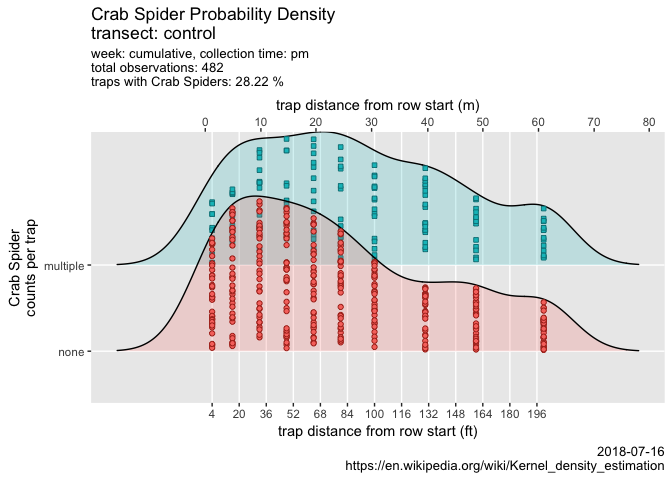 Crab Spider Probability Density
transect: control
week: cumulative, collection time: pm
total observations: 482
traps with Crab Spiders: 28.22 %
trap distance from row start (m)
0 10 20 30 40 50 60 70 80
Crab Spider
counts per trap
multiple
none
4 20 36 52 68 84 100 116 132 148 164 180 196
trap distance from row start (ft)
2018-07-16
https://en.wikipedia.org/wiki/Kernel_density_estimation